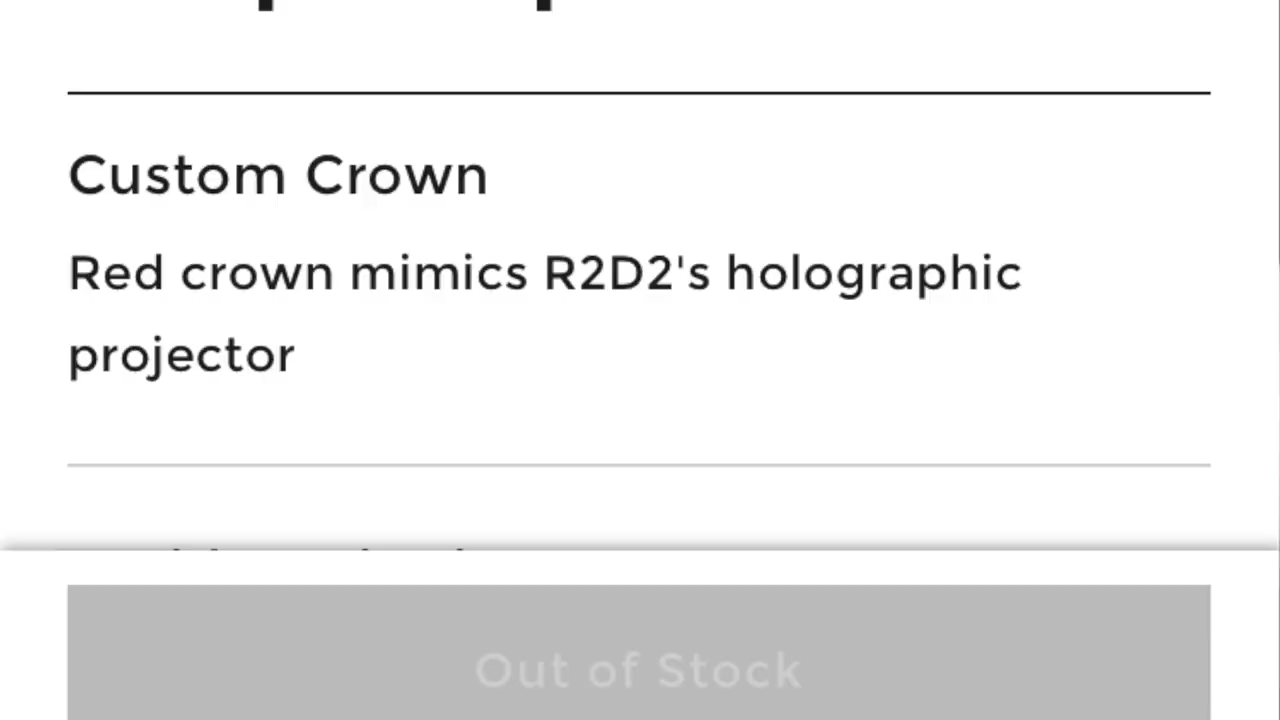 Custom Crown
Red crown mimics R2D2's holographic
projector
Out of Stock